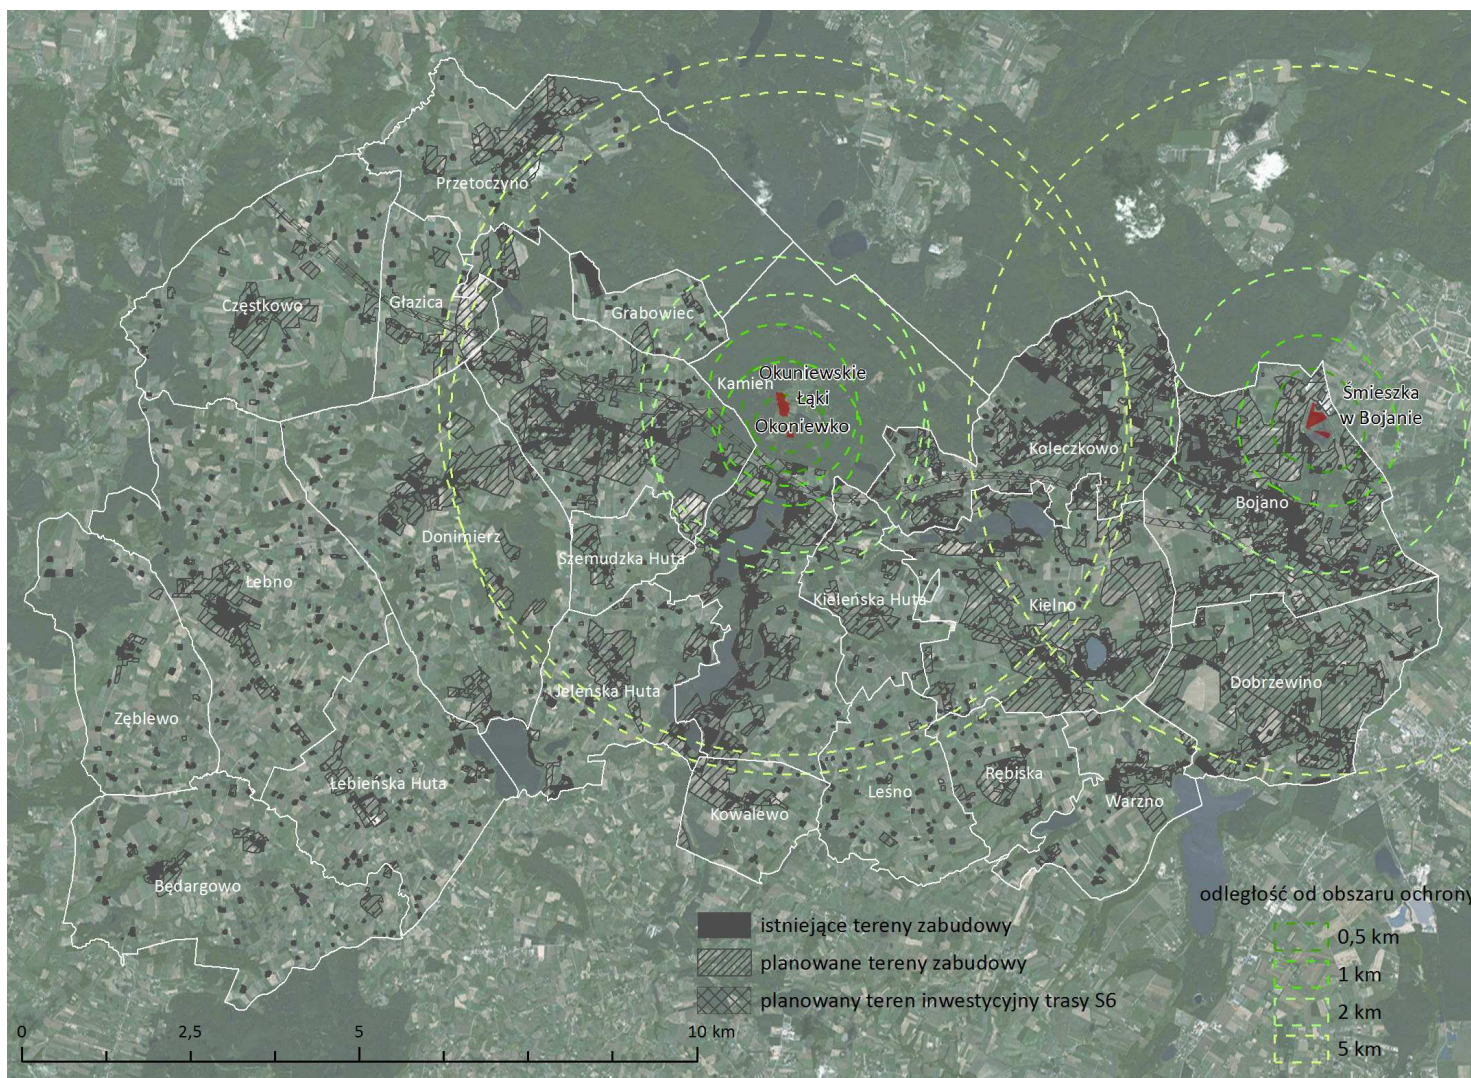 Przetoczyno
Częstkowo
Głazica
Grabowiec
Kamień
Okuniewskie
Łąki
Okoniewko
Śmieszka
w Bojanie
Koleczkowo
Bojano
Donimierz
Szemudzka Huta
Łebno
Kieleńska Huta
Kielno
Jeleńska Huta
Dobrzewino
Zęblewo
Łebieńska Huta
Rębiska
Leśno
Warzno
Kowalewo
Będargowo
odległość od obszaru ochrony
istniejące tereny zabudowy
0,5 km
planowane tereny zabudowy
1 km
planowany teren inwestycyjny trasy S6
2 km
0 2,5 5 10 km
5 km